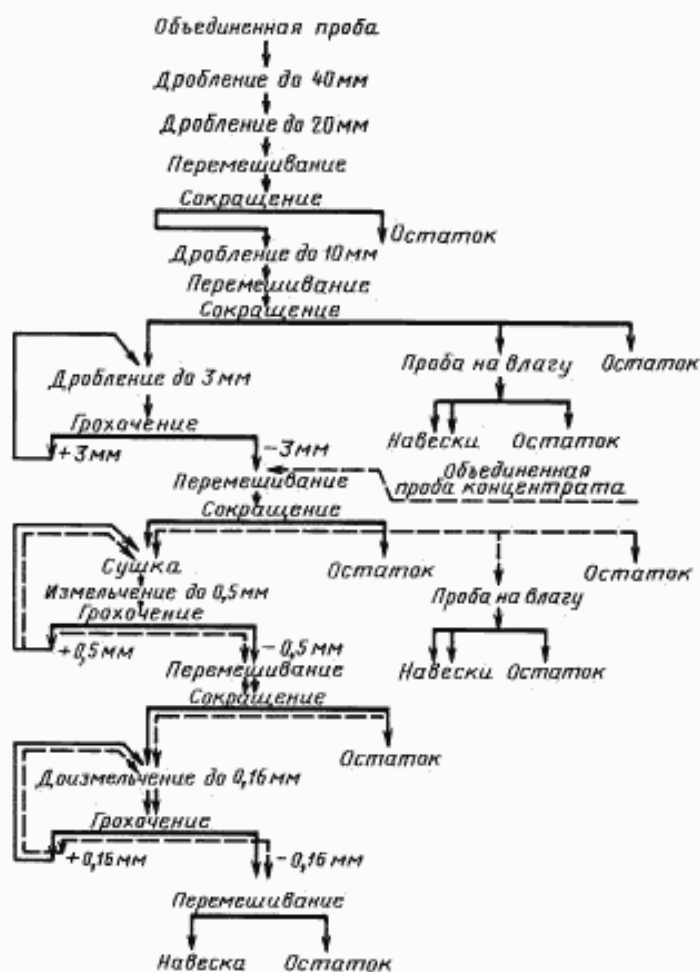 Объединенная проба
Дробление до 40мм
Дробление до 20мм
Перемешивание
Сокращение
Остаток
Дробление до 10мм
Перемешивание
Сокращение
Дробление до 3мм
Проба на влагу
Остаток
Грохочение
+3мм
-3мм
Навески
Остаток
Объединенная
проба концентрата
Перемешивание
Сокращение
Сушка
Остаток
Остаток
Измельчение до 0,5мм
Проба на влагу
Грохочение
+0,5мм
-0,5мм
Перемешивание
Навески
Остаток
Сокращение
Остаток
Доизмельчение до 0,16мм
Грохочение
+0,16мм
-0,16мм
Перемешивание
Навеска
Остаток